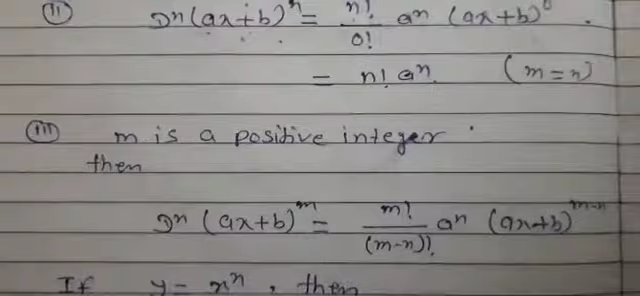 (ii) Dⁿ(ax+b)ⁿ = n!/0! aⁿ (ax+b)⁰.
= n! aⁿ. (m=n)
(iii) m is a positive integer.
then
Dⁿ (ax+b)ᵐ = m!/(m-n)! aⁿ (ax+b)ᵐ⁻ⁿ
If y = xⁿ, then